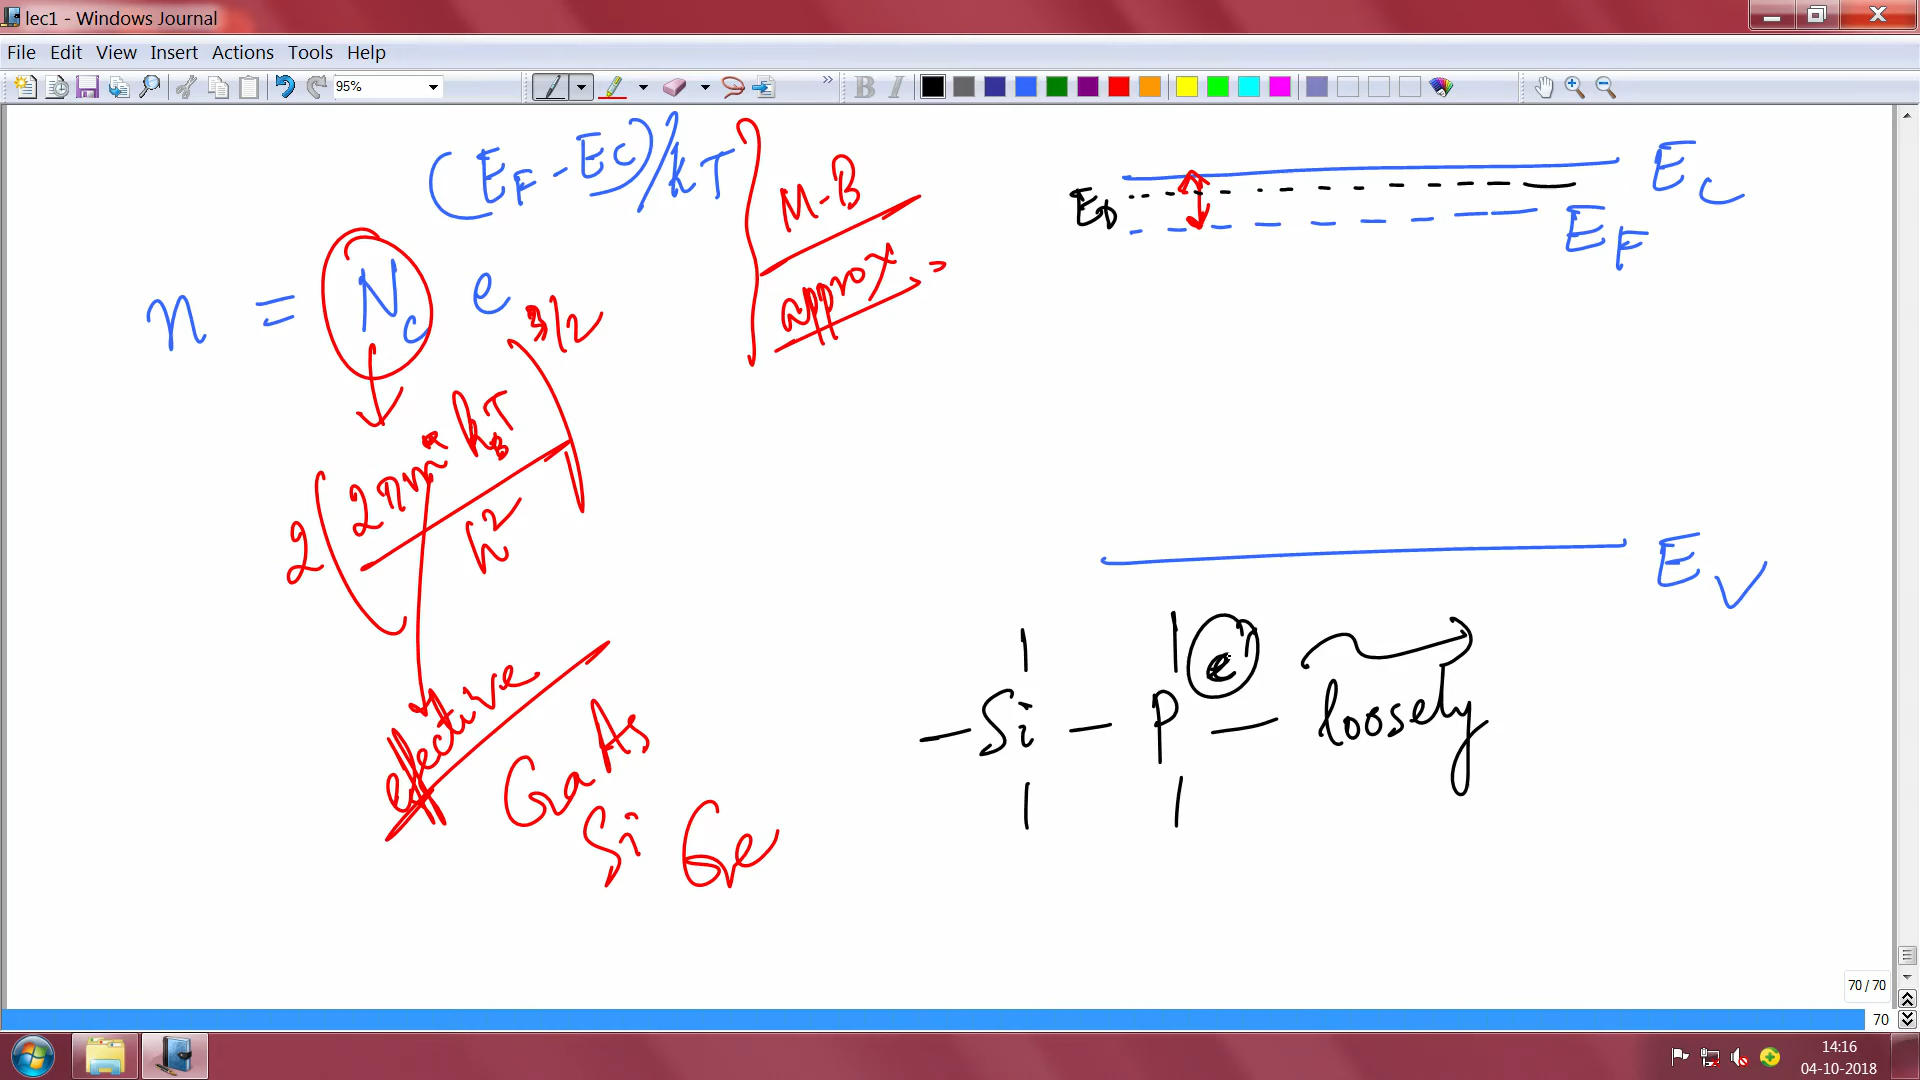 lec1 - Windows Journal
File Edit View Insert Actions Tools Help
95%
B I
n = Nc e (EF - EC)/kT
M-B
approx
2 (2πm* kBT / h²) 3/2
effective
GaAs
Si Ge
EC
ED
EF
EV
- Si - P - e loosely
70 / 70
70
14:16
04-10-2018